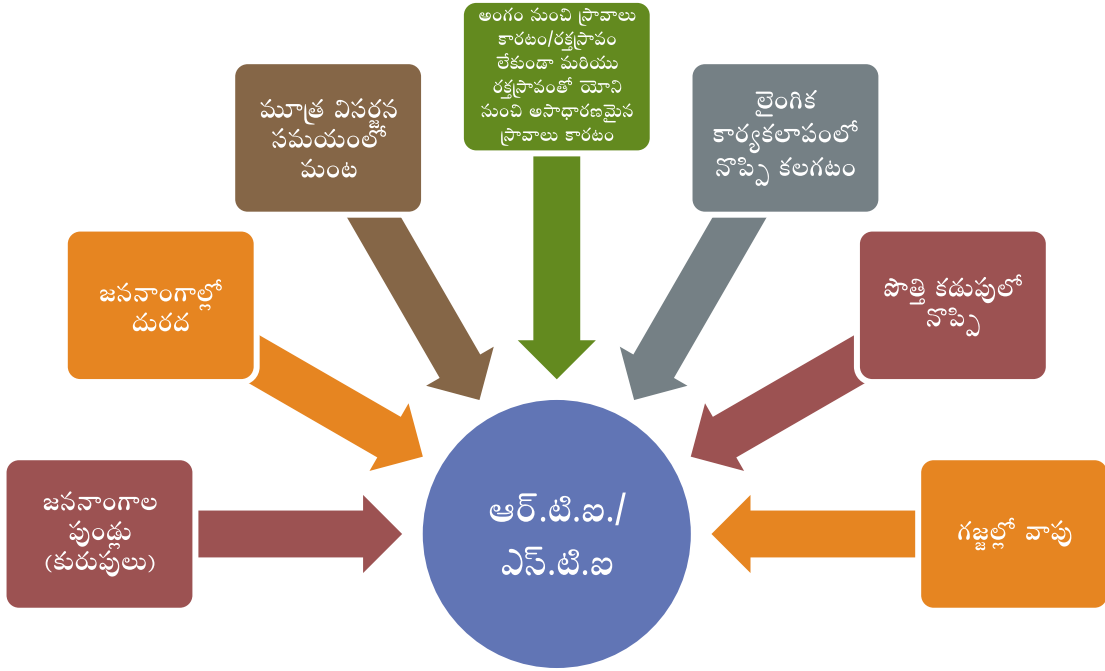 అంగం నుంచి స్రావాలు
కారటం/రక్తస్రావం
లేకుండా మరియు
రక్తస్రావంతో యోని
నుంచి అసాధారణమైన
స్రావాలు కారటం
మూత్ర విసర్జన
సమయంలో
మంట
లైంగిక
కార్యకలాపంలో
నొప్పి కలగటం
జననాంగాల్లో
దురద
పొత్తి కడుపులో
నొప్పి
జననాంగాల
పుండ్లు
(కురుపులు)
ఆర్.టి.ఐ./
ఎస్.టి.ఐ
గజ్జల్లో వాపు